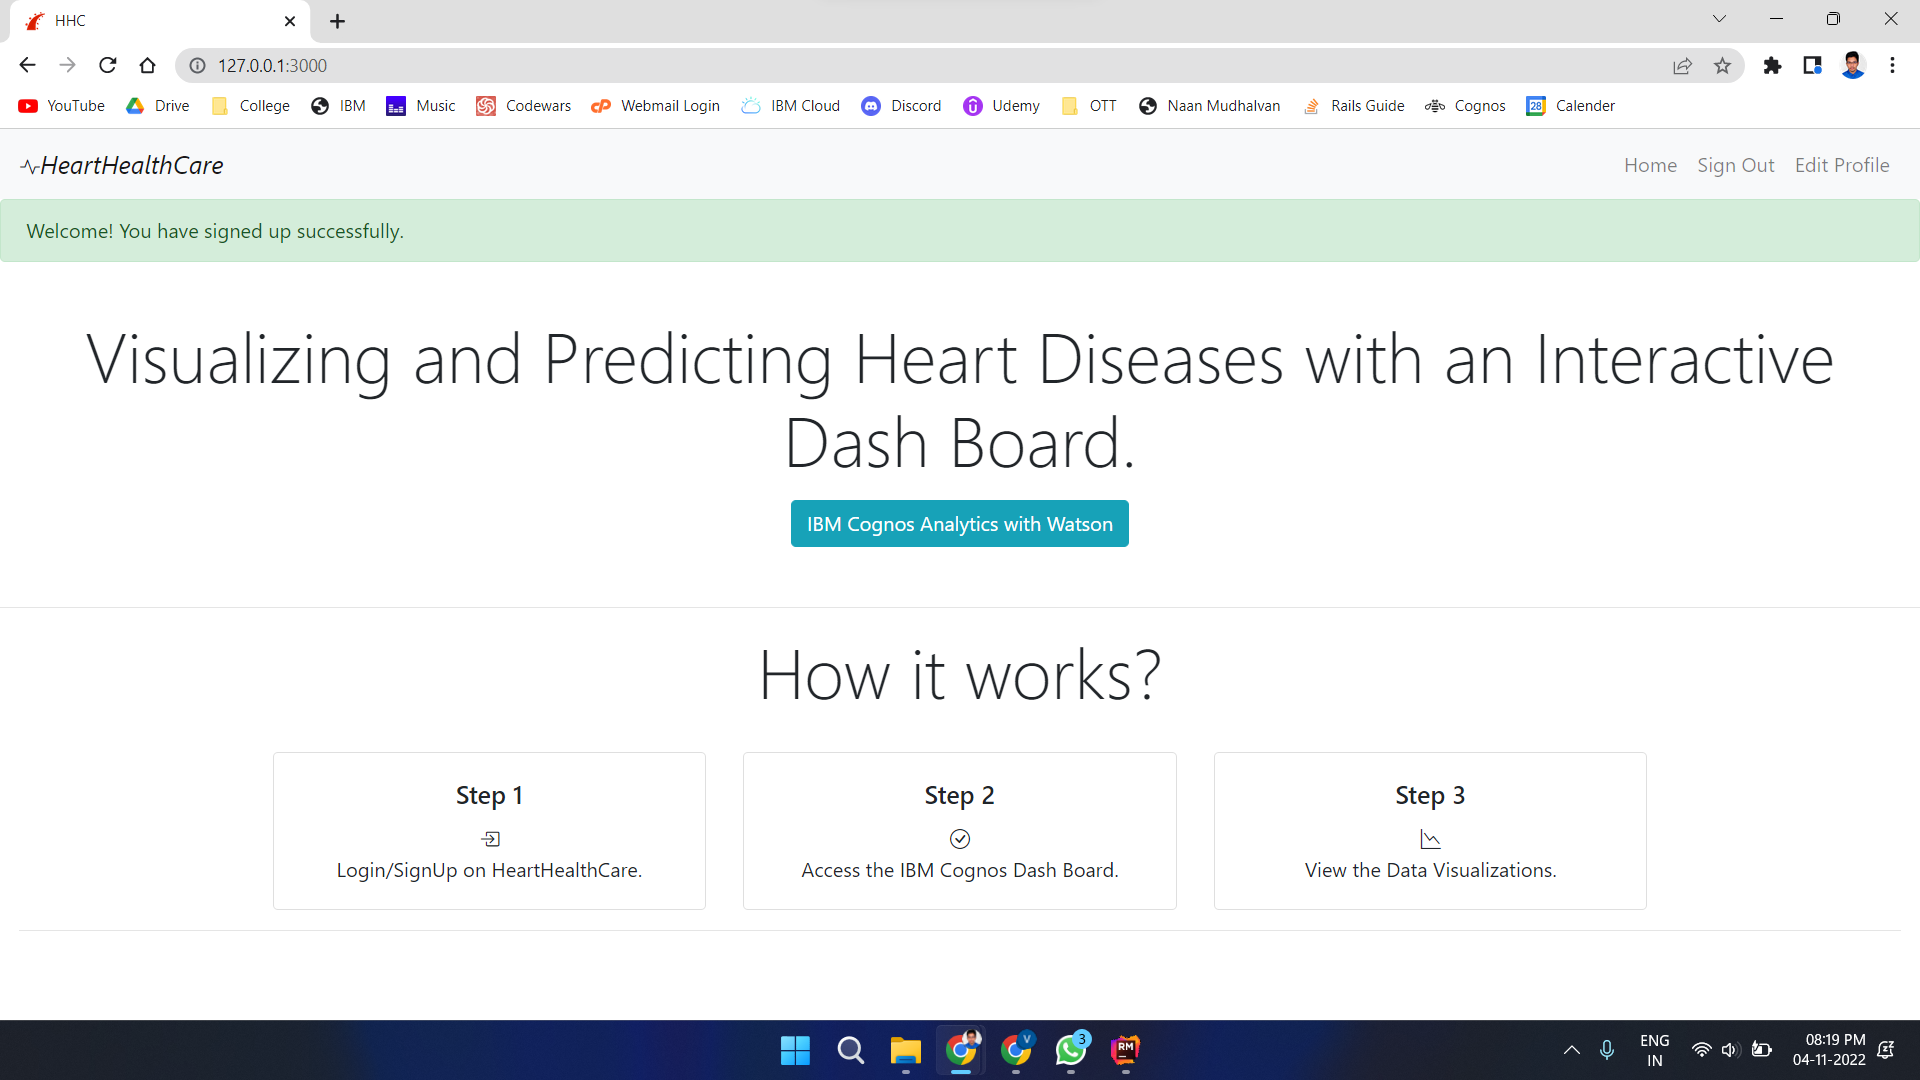 HHC
127.0.0.1:3000
YouTube Drive College IBM Music Codewars Webmail Login IBM Cloud Discord Udemy OTT Naan Mudhalvan Rails Guide Cognos 28 Calender
HeartHealthCare Home Sign Out Edit Profile
Welcome! You have signed up successfully.
Visualizing and Predicting Heart Diseases with an Interactive
Dash Board.
IBM Cognos Analytics with Watson
How it works?
Step 1 Step 2 Step 3
Login/SignUp on HeartHealthCare. Access the IBM Cognos Dash Board. View the Data Visualizations.
V 3 RM
ENG 08:19 PM
IN 04-11-2022